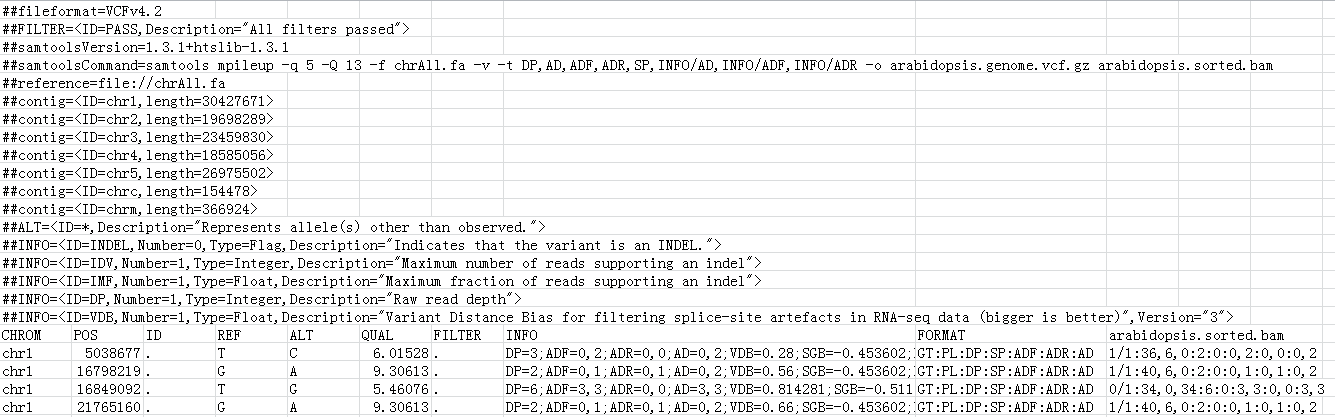 ##fileformat=VCFv4.2
##FILTER=<ID=PASS,Description="All filters passed">
##samtoolsVersion=1.3.1+htslib-1.3.1
##samtoolsCommand=samtools mpileup -q 5 -Q 13 -f chrAll.fa -v -t DP,AD,ADF,ADR,SP,INFO/AD,INFO/ADF,INFO/ADR -o arabidopsis.genome.vcf.gz arabidopsis.sorted.bam
##reference=file://chrAll.fa
##contig=<ID=chr1,length=30427671>
##contig=<ID=chr2,length=19698289>
##contig=<ID=chr3,length=23459830>
##contig=<ID=chr4,length=18585056>
##contig=<ID=chr5,length=26975502>
##contig=<ID=chrc,length=154478>
##contig=<ID=chrm,length=366924>
##ALT=<ID=*,Description="Represents allele(s) other than observed.">
##INFO=<ID=INDEL,Number=0,Type=Flag,Description="Indicates that the variant is an INDEL.">
##INFO=<ID=IDV,Number=1,Type=Integer,Description="Maximum number of reads supporting an indel">
##INFO=<ID=IMF,Number=1,Type=Float,Description="Maximum fraction of reads supporting an indel">
##INFO=<ID=DP,Number=1,Type=Integer,Description="Raw read depth">
##INFO=<ID=VDB,Number=1,Type=Float,Description="Variant Distance Bias for filtering splice-site artefacts in RNA-seq data (bigger is better)",Version="3">
CHROM POS ID REF ALT QUAL FILTER INFO FORMAT arabidopsis.sorted.bam
chr1 5038677 . T C 6.01528 . DP=3;ADF=0,2;ADR=0,0;AD=0,2;VDB=0.28;SGB=-0.453602; GT:PL:DP:SP:ADF:ADR:AD 1/1:36,6,0:2:0:0,2:0,0:0,2
chr1 16798219 . G A 9.30613 . DP=2;ADF=0,1;ADR=0,1;AD=0,2;VDB=0.56;SGB=-0.453602; GT:PL:DP:SP:ADF:ADR:AD 1/1:40,6,0:2:0:0,1:0,1:0,2
chr1 16849092 . T G 5.46076 . DP=6;ADF=3,3;ADR=0,0;AD=3,3;VDB=0.814281;SGB=-0.511 GT:PL:DP:SP:ADF:ADR:AD 0/1:34,0,34:6:0:3,3:0,0:3,3
chr1 21765160 . G A 9.30613 . DP=2;ADF=0,1;ADR=0,1;AD=0,2;VDB=0.66;SGB=-0.453602; GT:PL:DP:SP:ADF:ADR:AD 1/1:40,6,0:2:0:0,1:0,1:0,2